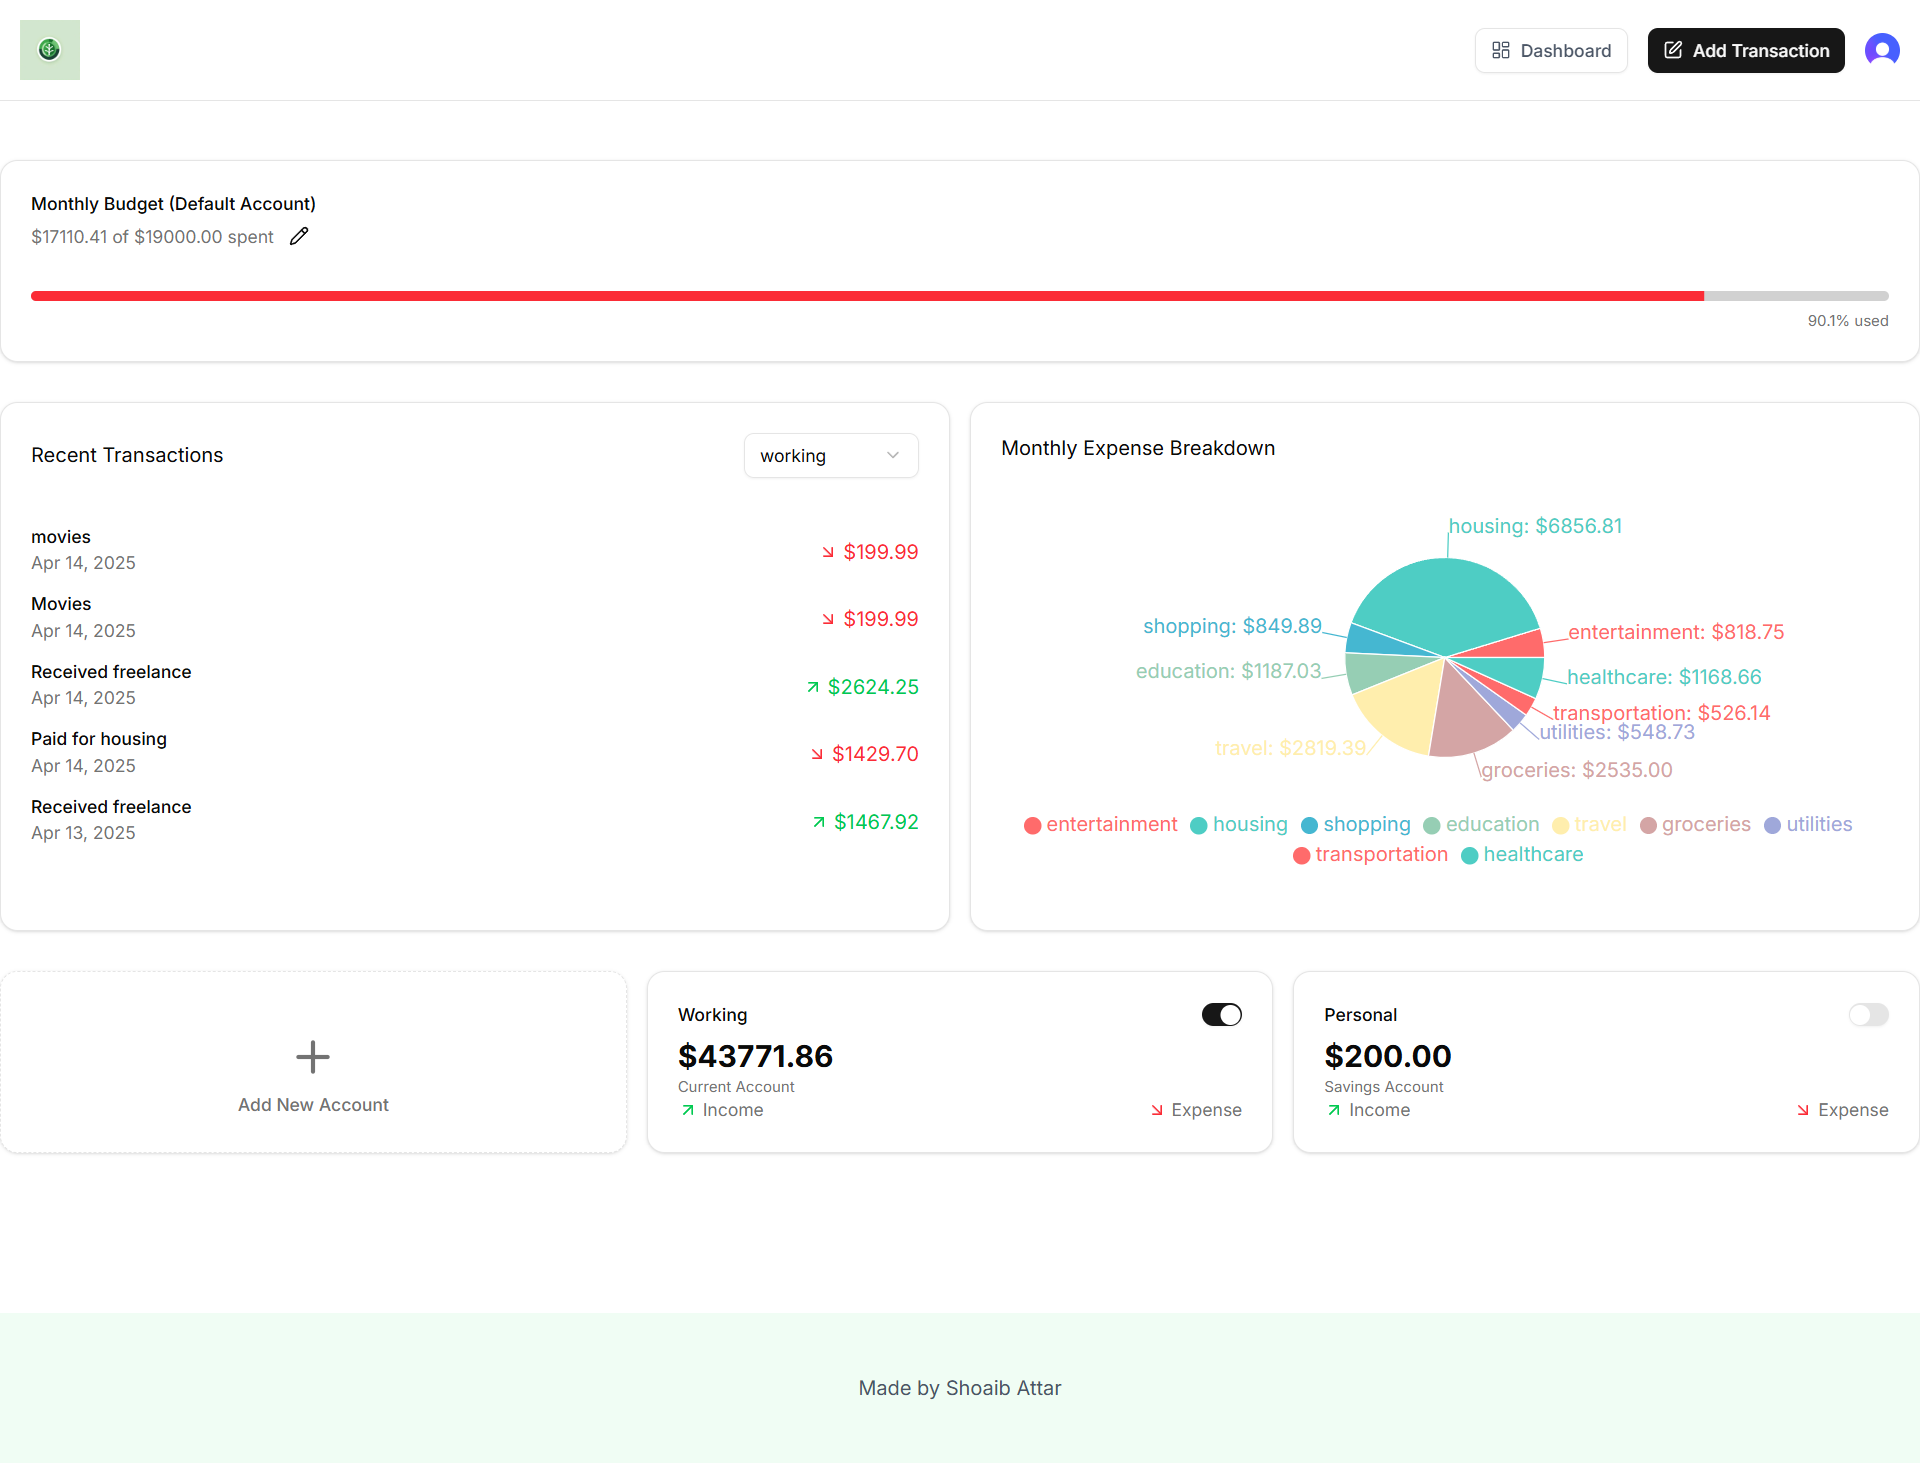 Dashboard
Add Transaction
Monthly Budget (Default Account)
$17110.41 of $19000.00 spent
90.1% used
Recent Transactions
working
movies
Apr 14, 2025
$199.99
Movies
Apr 14, 2025
$199.99
Received freelance
Apr 14, 2025
$2624.25
Paid for housing
Apr 14, 2025
$1429.70
Received freelance
Apr 13, 2025
$1467.92
Monthly Expense Breakdown
housing: $6856.81
shopping: $849.89
entertainment: $818.75
education: $1187.03
healthcare: $1168.66
transportation: $526.14
utilities: $548.73
travel: $2819.39
groceries: $2535.00
entertainment housing shopping education travel groceries utilities
transportation healthcare
Add New Account
Working
$43771.86
Current Account
Income
Expense
Personal
$200.00
Savings Account
Income
Expense
Made by Shoaib Attar